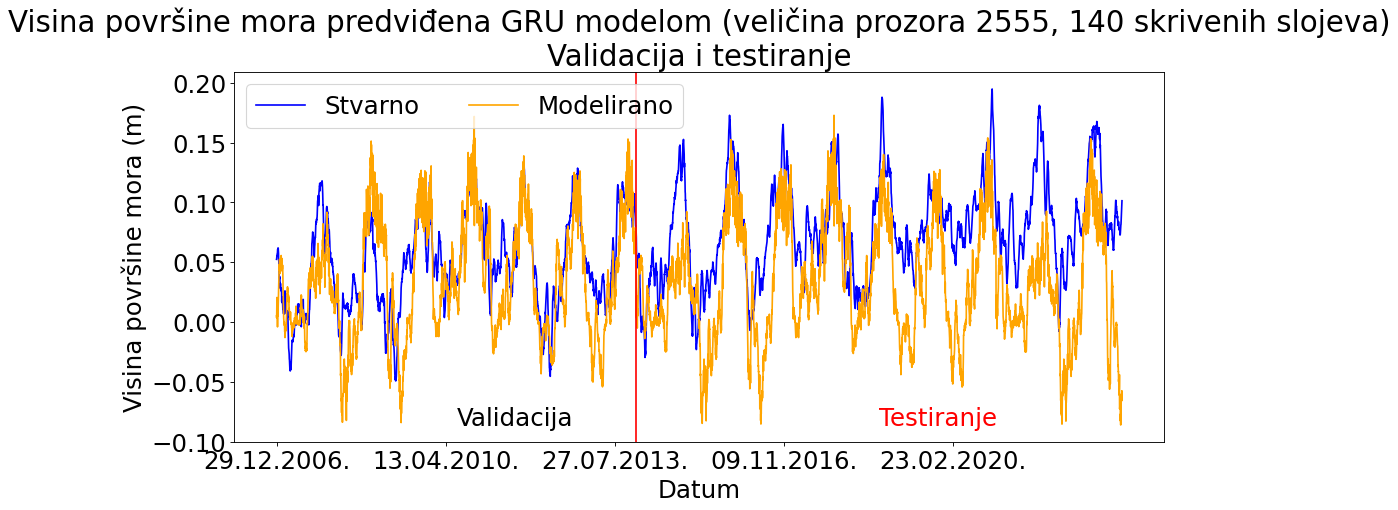 Visina površine mora predviđena GRU modelom (veličina prozora 2555, 140 skrivenih slojeva)
Validacija i testiranje
Stvarno Modelirano
Visina površine mora (m)
0.20
0.15
0.10
0.05
0.00
−0.05
−0.10
Validacija Testiranje
29.12.2006. 13.04.2010. 27.07.2013. 09.11.2016. 23.02.2020.
Datum